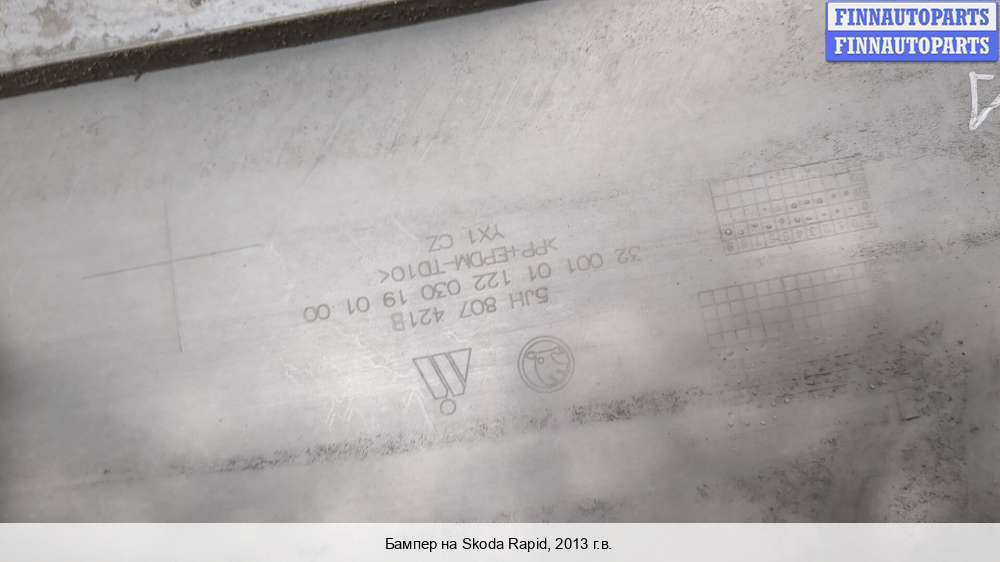 FINNAUTOPARTS
FINNAUTOPARTS
5JH 807 421B
32 001 01 122 030 19 01 00
>PP+EPDM-TD10<
YX1 CZ
Бампер на Skoda Rapid, 2013 г.в.